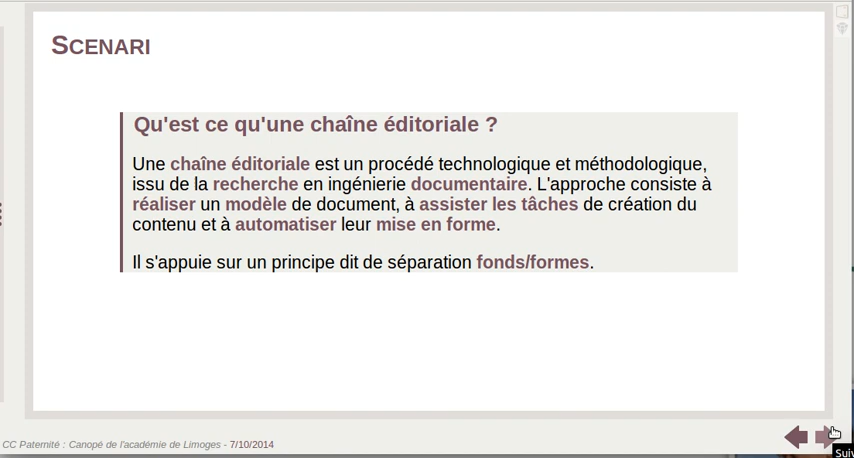 SCENARI
Qu'est ce qu'une chaîne éditoriale ?
Une chaîne éditoriale est un procédé technologique et méthodologique,
issu de la recherche en ingénierie documentaire. L'approche consiste à
réaliser un modèle de document, à assister les tâches de création du
contenu et à automatiser leur mise en forme.
Il s'appuie sur un principe dit de séparation fonds/formes.
CC Paternité : Canopé de l'académie de Limoges - 7/10/2014